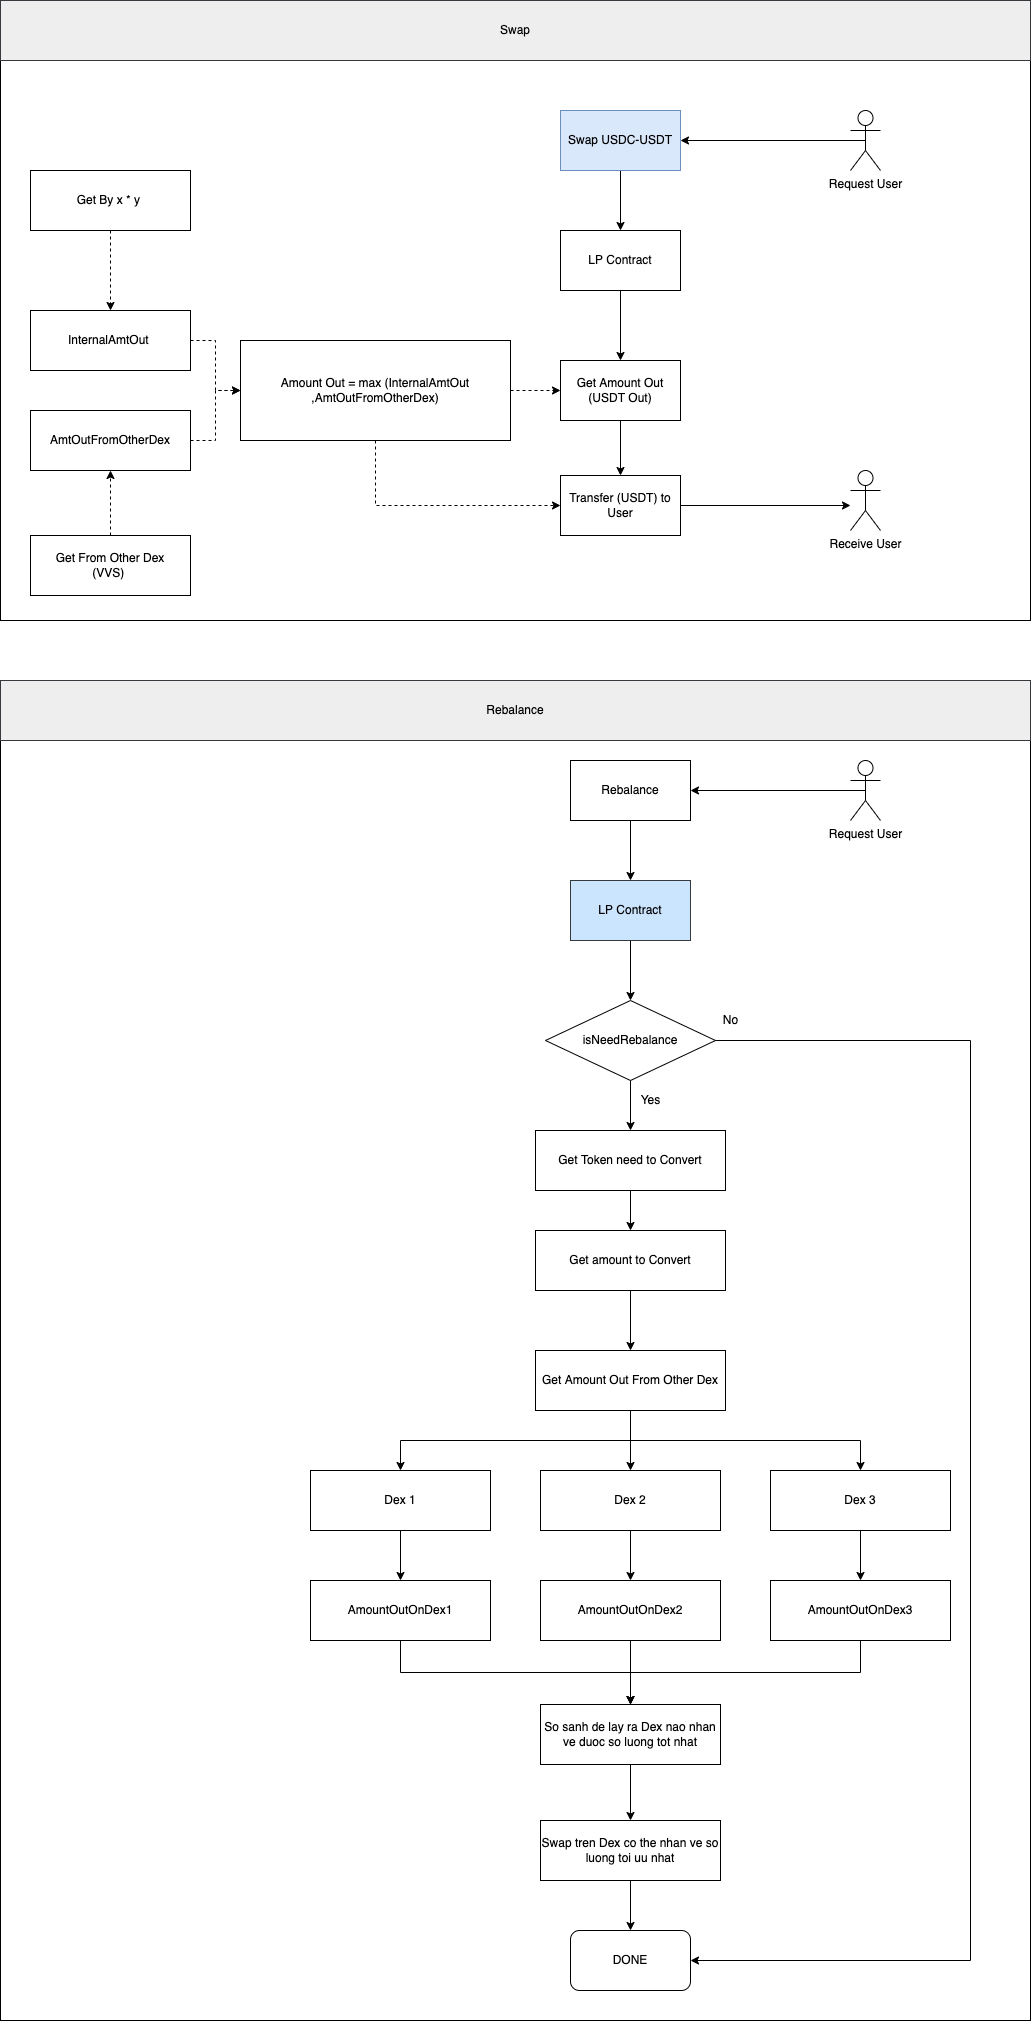 Swap
Swap USDC-USDT
Request User
Get By x * y
LP Contract
InternalAmtOut
Amount Out = max (InternalAmtOut
,AmtOutFromOtherDex)
Get Amount Out
(USDT Out)
AmtOutFromOtherDex
Transfer (USDT) to
User
Receive User
Get From Other Dex
(VVS)
Rebalance
Rebalance
Request User
LP Contract
isNeedRebalance
No
Yes
Get Token need to Convert
Get amount to Convert
Get Amount Out From Other Dex
Dex 1
Dex 2
Dex 3
AmountOutOnDex1
AmountOutOnDex2
AmountOutOnDex3
So sanh de lay ra Dex nao nhan
ve duoc so luong tot nhat
Swap tren Dex co the nhan ve so
luong toi uu nhat
DONE